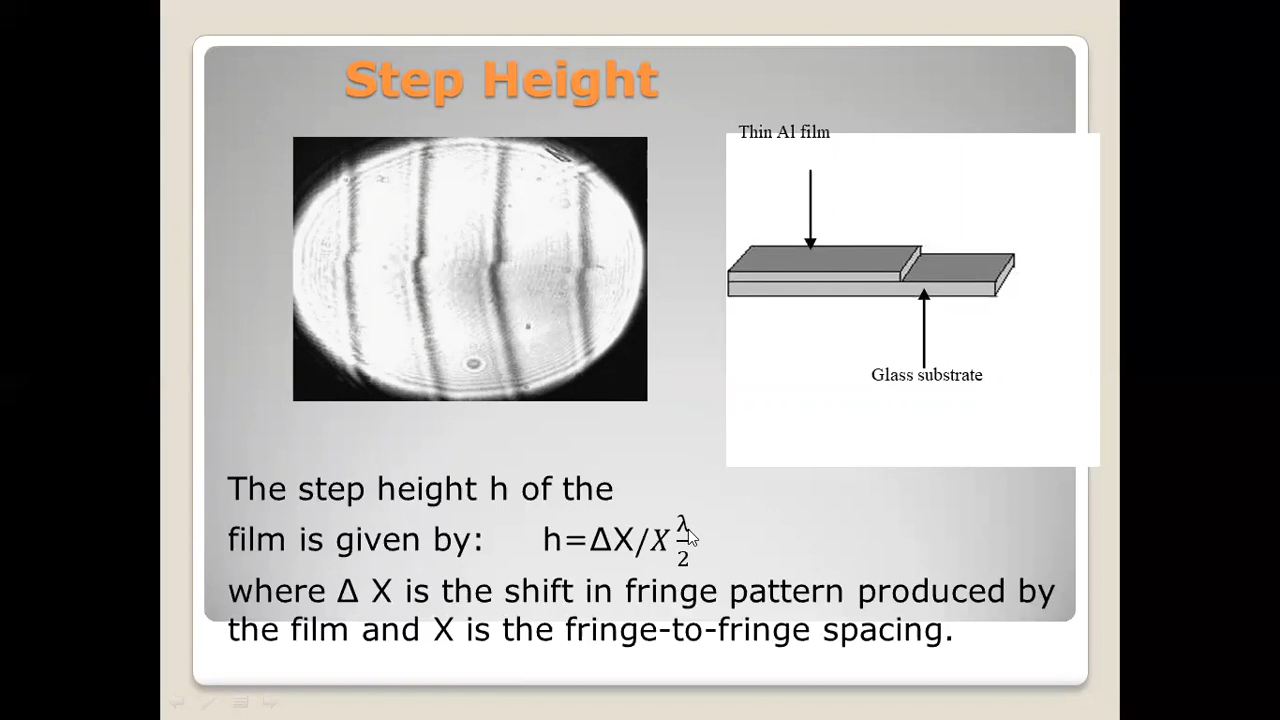 Step Height
Thin Al film
Glass substrate
The step height h of the
film is given by: h=ΔX/X λ/2
where Δ X is the shift in fringe pattern produced by
the film and X is the fringe-to-fringe spacing.